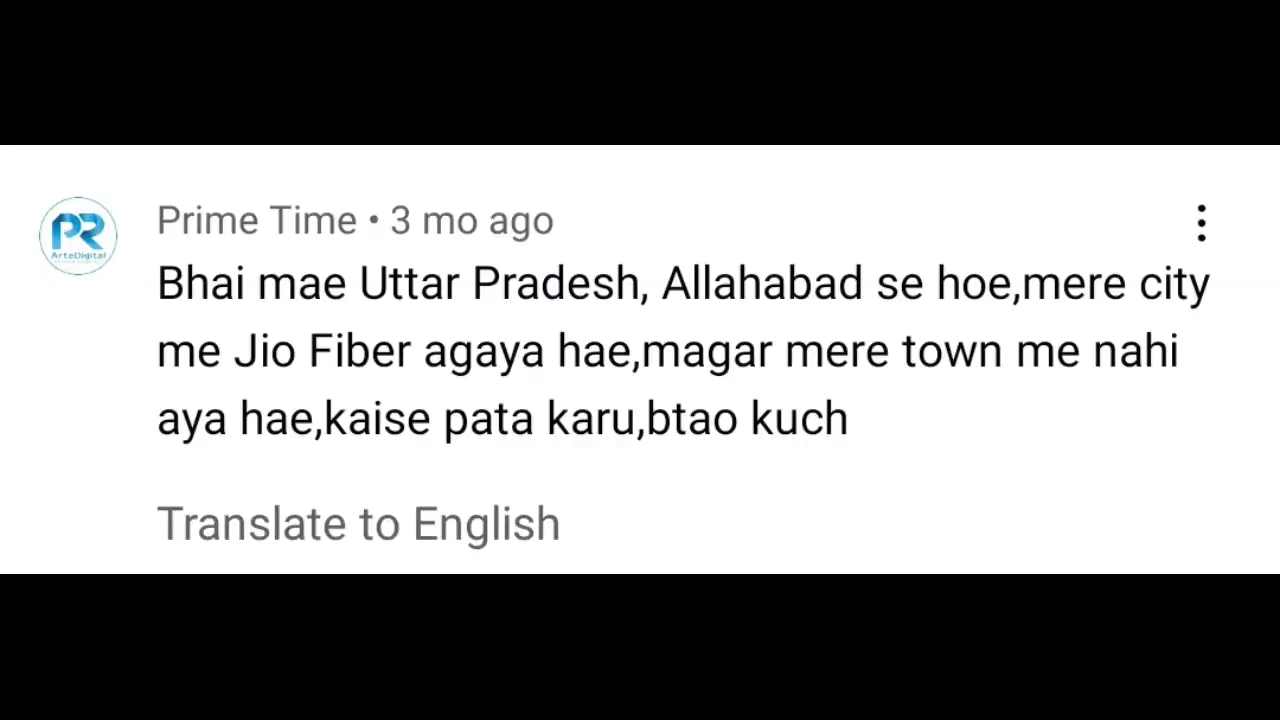 PR
ArteDigital
Prime Time • 3 mo ago
Bhai mae Uttar Pradesh, Allahabad se hoe,mere city
me Jio Fiber agaya hae,magar mere town me nahi
aya hae,kaise pata karu,btao kuch
Translate to English